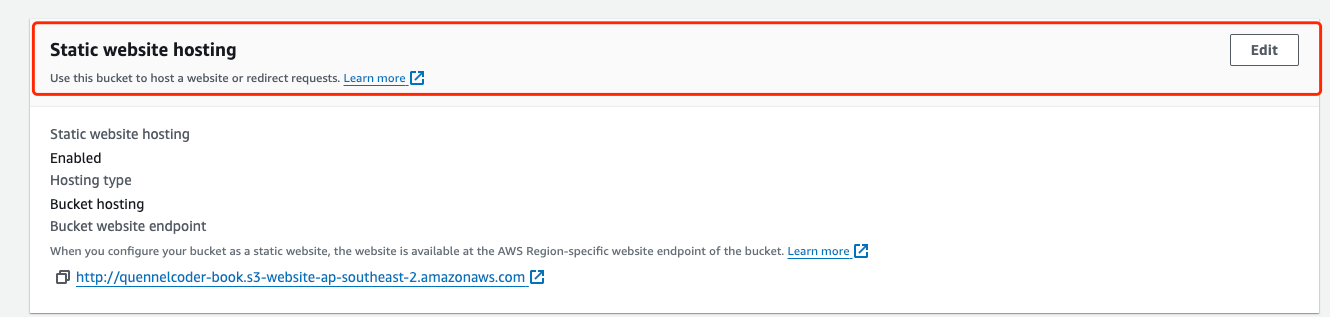 Static website hosting
Edit
Use this bucket to host a website or redirect requests. Learn more
Static website hosting
Enabled
Hosting type
Bucket hosting
Bucket website endpoint
When you configure your bucket as a static website, the website is available at the AWS Region-specific website endpoint of the bucket. Learn more
http://quennelcoder-book.s3-website-ap-southeast-2.amazonaws.com